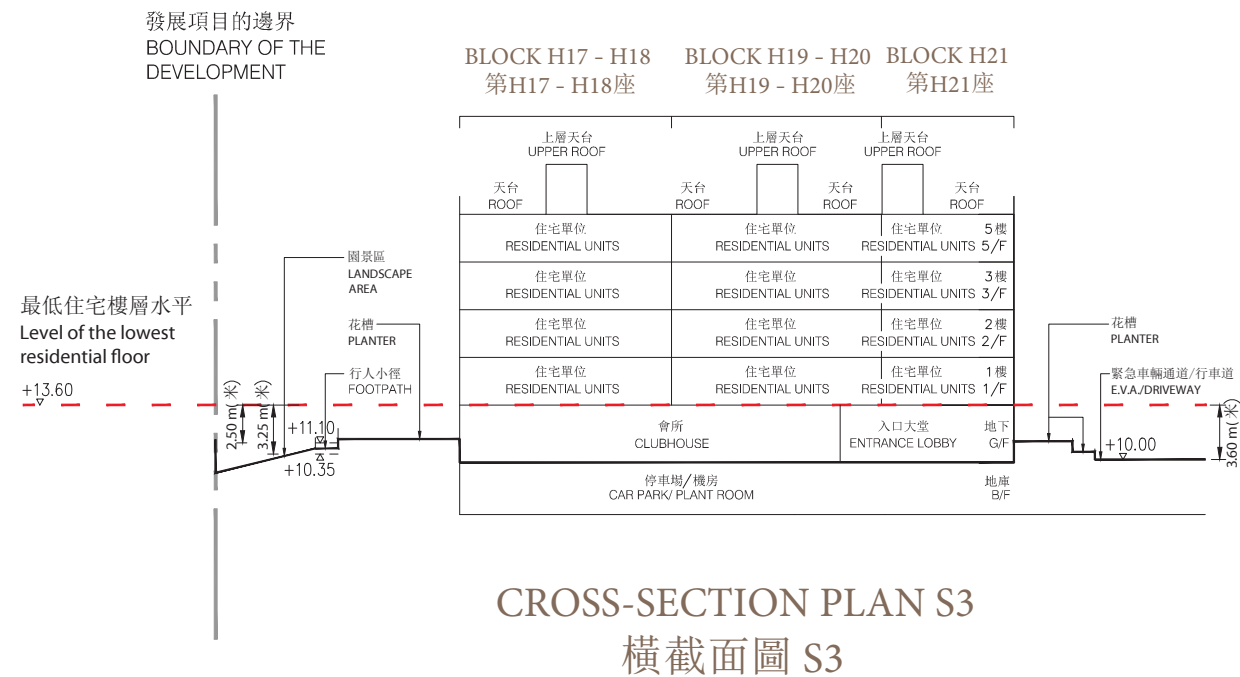 發展項目的邊界
BOUNDARY OF THE
DEVELOPMENT
BLOCK H17 - H18
第H17 - H18座
BLOCK H19 - H20
第H19 - H20座
BLOCK H21
第H21座
上層天台
UPPER ROOF
上層天台
UPPER ROOF
上層天台
UPPER ROOF
天台
ROOF
天台
ROOF
天台
ROOF
天台
ROOF
住宅單位
RESIDENTIAL UNITS
住宅單位
RESIDENTIAL UNITS
住宅單位 5樓
RESIDENTIAL UNITS 5/F
住宅單位
RESIDENTIAL UNITS
住宅單位
RESIDENTIAL UNITS
住宅單位 3樓
RESIDENTIAL UNITS 3/F
住宅單位
RESIDENTIAL UNITS
住宅單位
RESIDENTIAL UNITS
住宅單位 2樓
RESIDENTIAL UNITS 2/F
住宅單位
RESIDENTIAL UNITS
住宅單位
RESIDENTIAL UNITS
住宅單位 1樓
RESIDENTIAL UNITS 1/F
園景區
LANDSCAPE
AREA
花槽
PLANTER
行人小徑
FOOTPATH
最低住宅樓層水平
Level of the lowest
residential floor
+13.60
2.50 m(米)
3.25 m(米)
+11.10
+10.35
會所
CLUBHOUSE
入口大堂
ENTRANCE LOBBY
地下
G/F
停車場/機房
CAR PARK/ PLANT ROOM
地庫
B/F
花槽
PLANTER
緊急車輛通道/行車道
E.V.A./DRIVEWAY
+10.00
3.60 m(米)
CROSS-SECTION PLAN S3
橫截面圖 S3